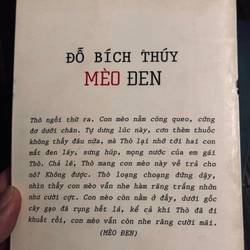 ĐỖ BÍCH THÚY
MÈO ĐEN
Thò ngồi thừ ra. Con mèo nằm cong queo, cứng
đơ dưới chân. Tự dưng lúc này, cơn thèm thuốc
không thấy đâu nữa, mà Thò lại nhớ tới hai con
mắt đen láy, sưng húp, mọng nước của em gái
Thò. Chả lẽ, Thò mang con mèo này về trả cho
nó? Không được. Thò loạng choạng đứng dậy,
nhìn thấy con mèo vẫn nhe hàm răng trắng nhởn
như cười cợt. Con mèo còn nằm ở đấy, dưới gốc
cây gạo đã rụng hết lá, kể cả khi Thò đã đi
khuất rồi, con mèo vẫn còn nhe răng cười mãi.
(MÈO ĐEN)